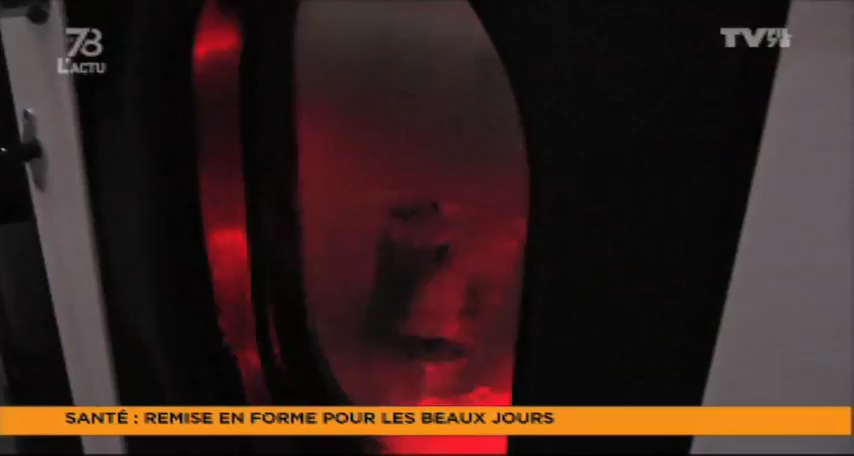 78
L'ACTU
TV78
SANTÉ : REMISE EN FORME POUR LES BEAUX JOURS